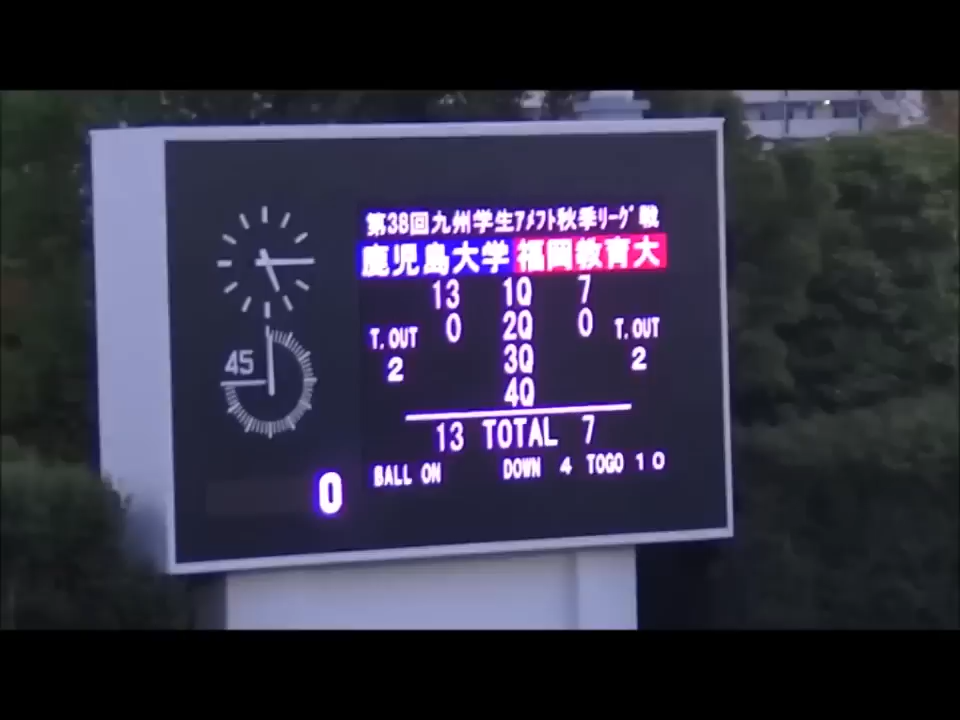 第38回九州学生ｱﾒﾌﾄ秋季ﾘｰｸﾞ戦
鹿児島大学 福岡教育大
13 1Q 7
T.OUT 0 2Q 0 T.OUT
2 3Q 2
4Q
13 TOTAL 7
BALL ON DOWN 4 TOGO 10
45
0